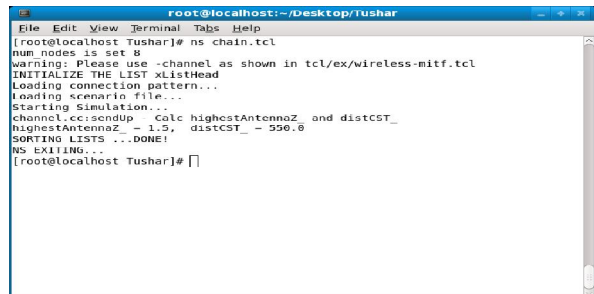 root@localhost:~/Desktop/Tushar
File Edit View Terminal Tabs Help
[root@localhost Tushar]# ns chain.tcl
num_nodes is set 8
warning: Please use -channel as shown in tcl/ex/wireless-mitf.tcl
INITIALIZE THE LIST xListHead
Loading connection pattern...
Loading scenario file...
Starting Simulation...
channel.cc:sendUp - Calc highestAntennaZ_ and distCST_
highestAntennaZ_ = 1.5, distCST_ = 550.0
SORTING LISTS ...DONE!
NS EXITING...
[root@localhost Tushar]#